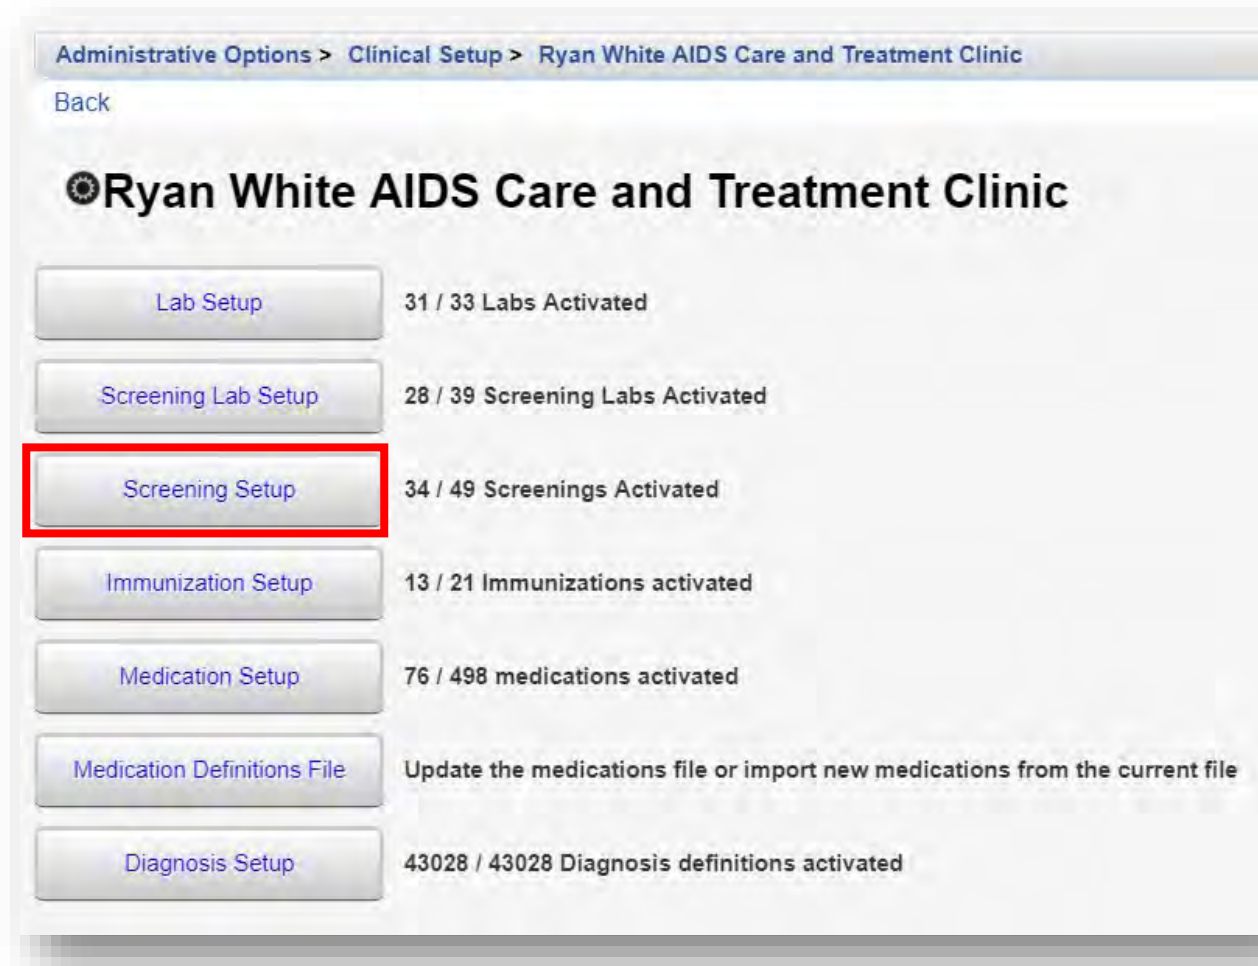 Administrative Options > Clinical Setup > Ryan White AIDS Care and Treatment Clinic
Back
Ryan White AIDS Care and Treatment Clinic
Lab Setup 31 / 33 Labs Activated
Screening Lab Setup 28 / 39 Screening Labs Activated
Screening Setup 34 / 49 Screenings Activated
Immunization Setup 13 / 21 Immunizations activated
Medication Setup 76 / 498 medications activated
Medication Definitions File Update the medications file or import new medications from the current file
Diagnosis Setup 43028 / 43028 Diagnosis definitions activated